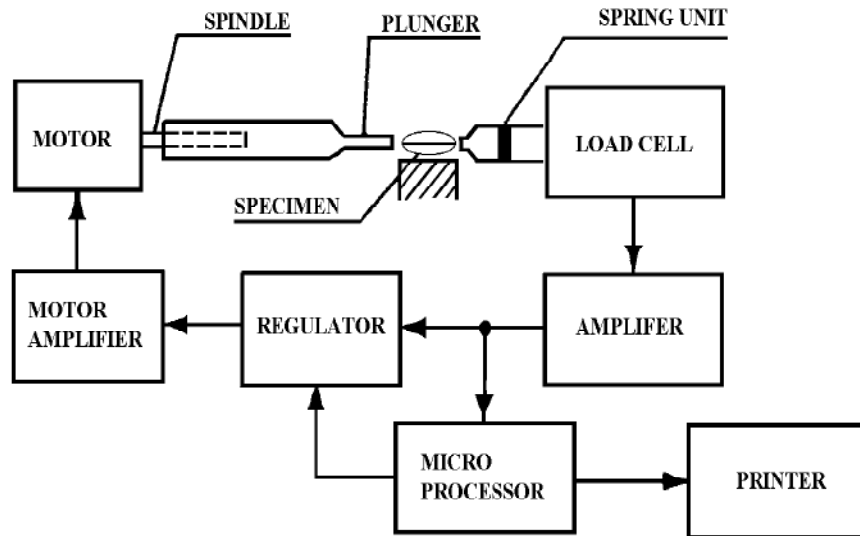 SPINDLE
PLUNGER
SPRING UNIT
MOTOR
LOAD CELL
SPECIMEN
MOTOR
AMPLIFIER
REGULATOR
AMPLIFER
MICRO
PROCESSOR
PRINTER